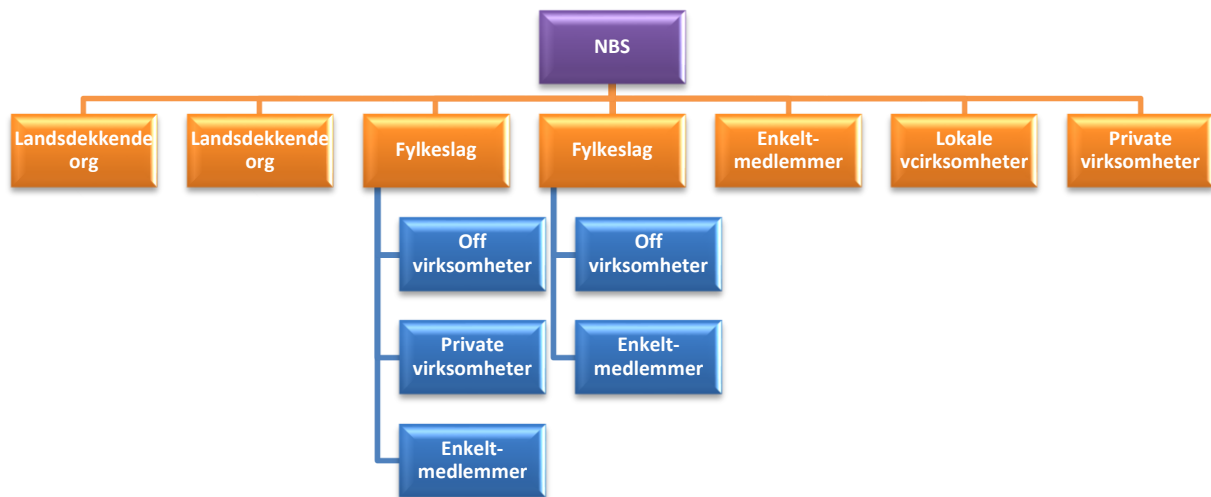 NBS
Landsdekkende
org
Landsdekkende
org
Fylkeslag
Fylkeslag
Enkelt-
medlemmer
Lokale
vcirksomheter
Private
virksomheter
Off
virksomheter
Private
virksomheter
Enkelt-
medlemmer
Off
virksomheter
Enkelt-
medlemmer